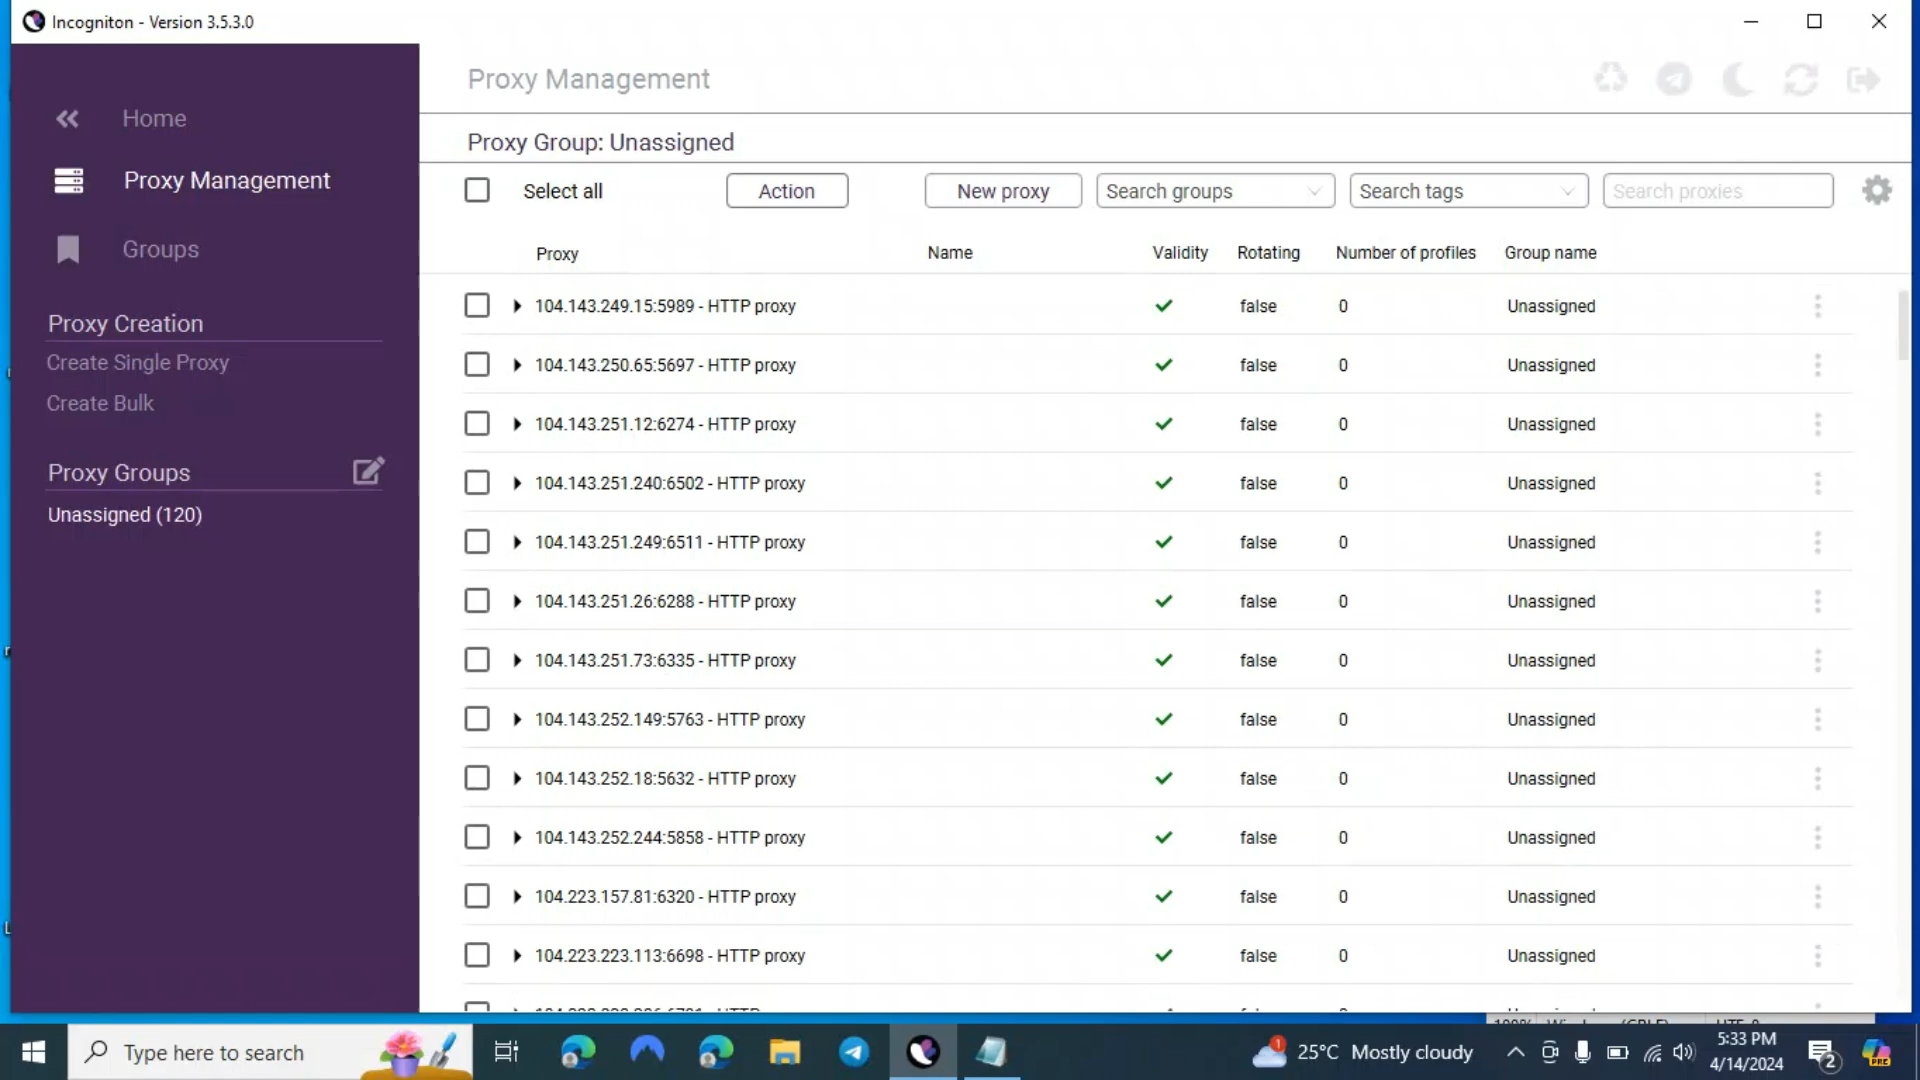 Incogniton - Version 3.5.3.0
Home
Proxy Management
Groups
Proxy Creation
Create Single Proxy
Create Bulk
Proxy Groups
Unassigned (120)
Proxy Management
Proxy Group: Unassigned
Select all Action New proxy Search groups Search tags Search proxies
Proxy Name Validity Rotating Number of profiles Group name
104.143.249.15:5989 - HTTP proxy false 0 Unassigned
104.143.250.65:5697 - HTTP proxy false 0 Unassigned
104.143.251.12:6274 - HTTP proxy false 0 Unassigned
104.143.251.240:6502 - HTTP proxy false 0 Unassigned
104.143.251.249:6511 - HTTP proxy false 0 Unassigned
104.143.251.26:6288 - HTTP proxy false 0 Unassigned
104.143.251.73:6335 - HTTP proxy false 0 Unassigned
104.143.252.149:5763 - HTTP proxy false 0 Unassigned
104.143.252.18:5632 - HTTP proxy false 0 Unassigned
104.143.252.244:5858 - HTTP proxy false 0 Unassigned
104.223.157.81:6320 - HTTP proxy false 0 Unassigned
104.223.223.113:6698 - HTTP proxy false 0 Unassigned
Type here to search
1
25°C Mostly cloudy
5:33 PM
4/14/2024
2
PRE